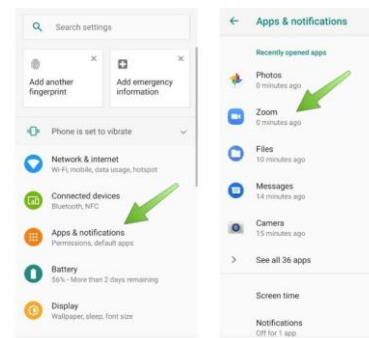 Search settings
Add another
fingerprint
Add emergency
information
Phone is set to vibrate
Network & internet
Wi-Fi, mobile, data usage, hotspot
Connected devices
Bluetooth, NFC
Apps & notifications
Permissions, default apps
Battery
56% - More than 2 days remaining
Display
Wallpaper, sleep, font size
Apps & notifications
Recently opened apps
Photos
0 minutes ago
Zoom
0 minutes ago
Files
10 minutes ago
Messages
14 minutes ago
Camera
15 minutes ago
See all 36 apps
Screen time
Notifications
Off for 1 app